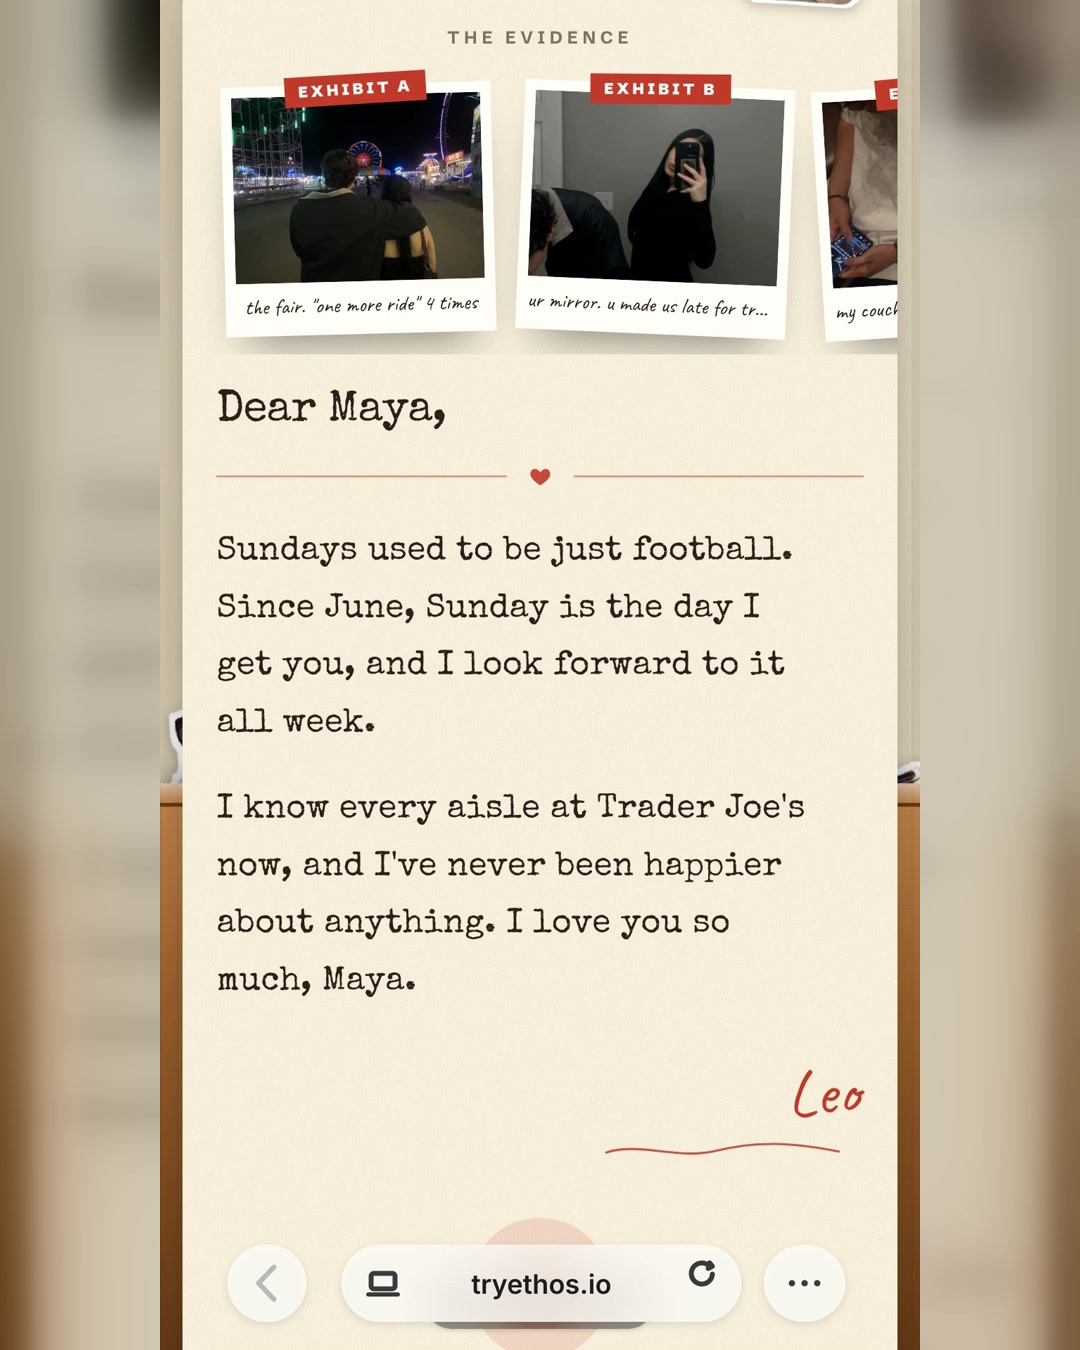 THE EVIDENCE
EXHIBIT A
EXHIBIT B
the fair. "one more ride" 4 times
ur mirror. u made us late for tr...
my couch
Dear Maya,
Sundays used to be just football.
Since June, Sunday is the day I
get you, and I look forward to it
all week.
I know every aisle at Trader Joe's
now, and I've never been happier
about anything. I love you so
much, Maya.
Leo
tryethos.io